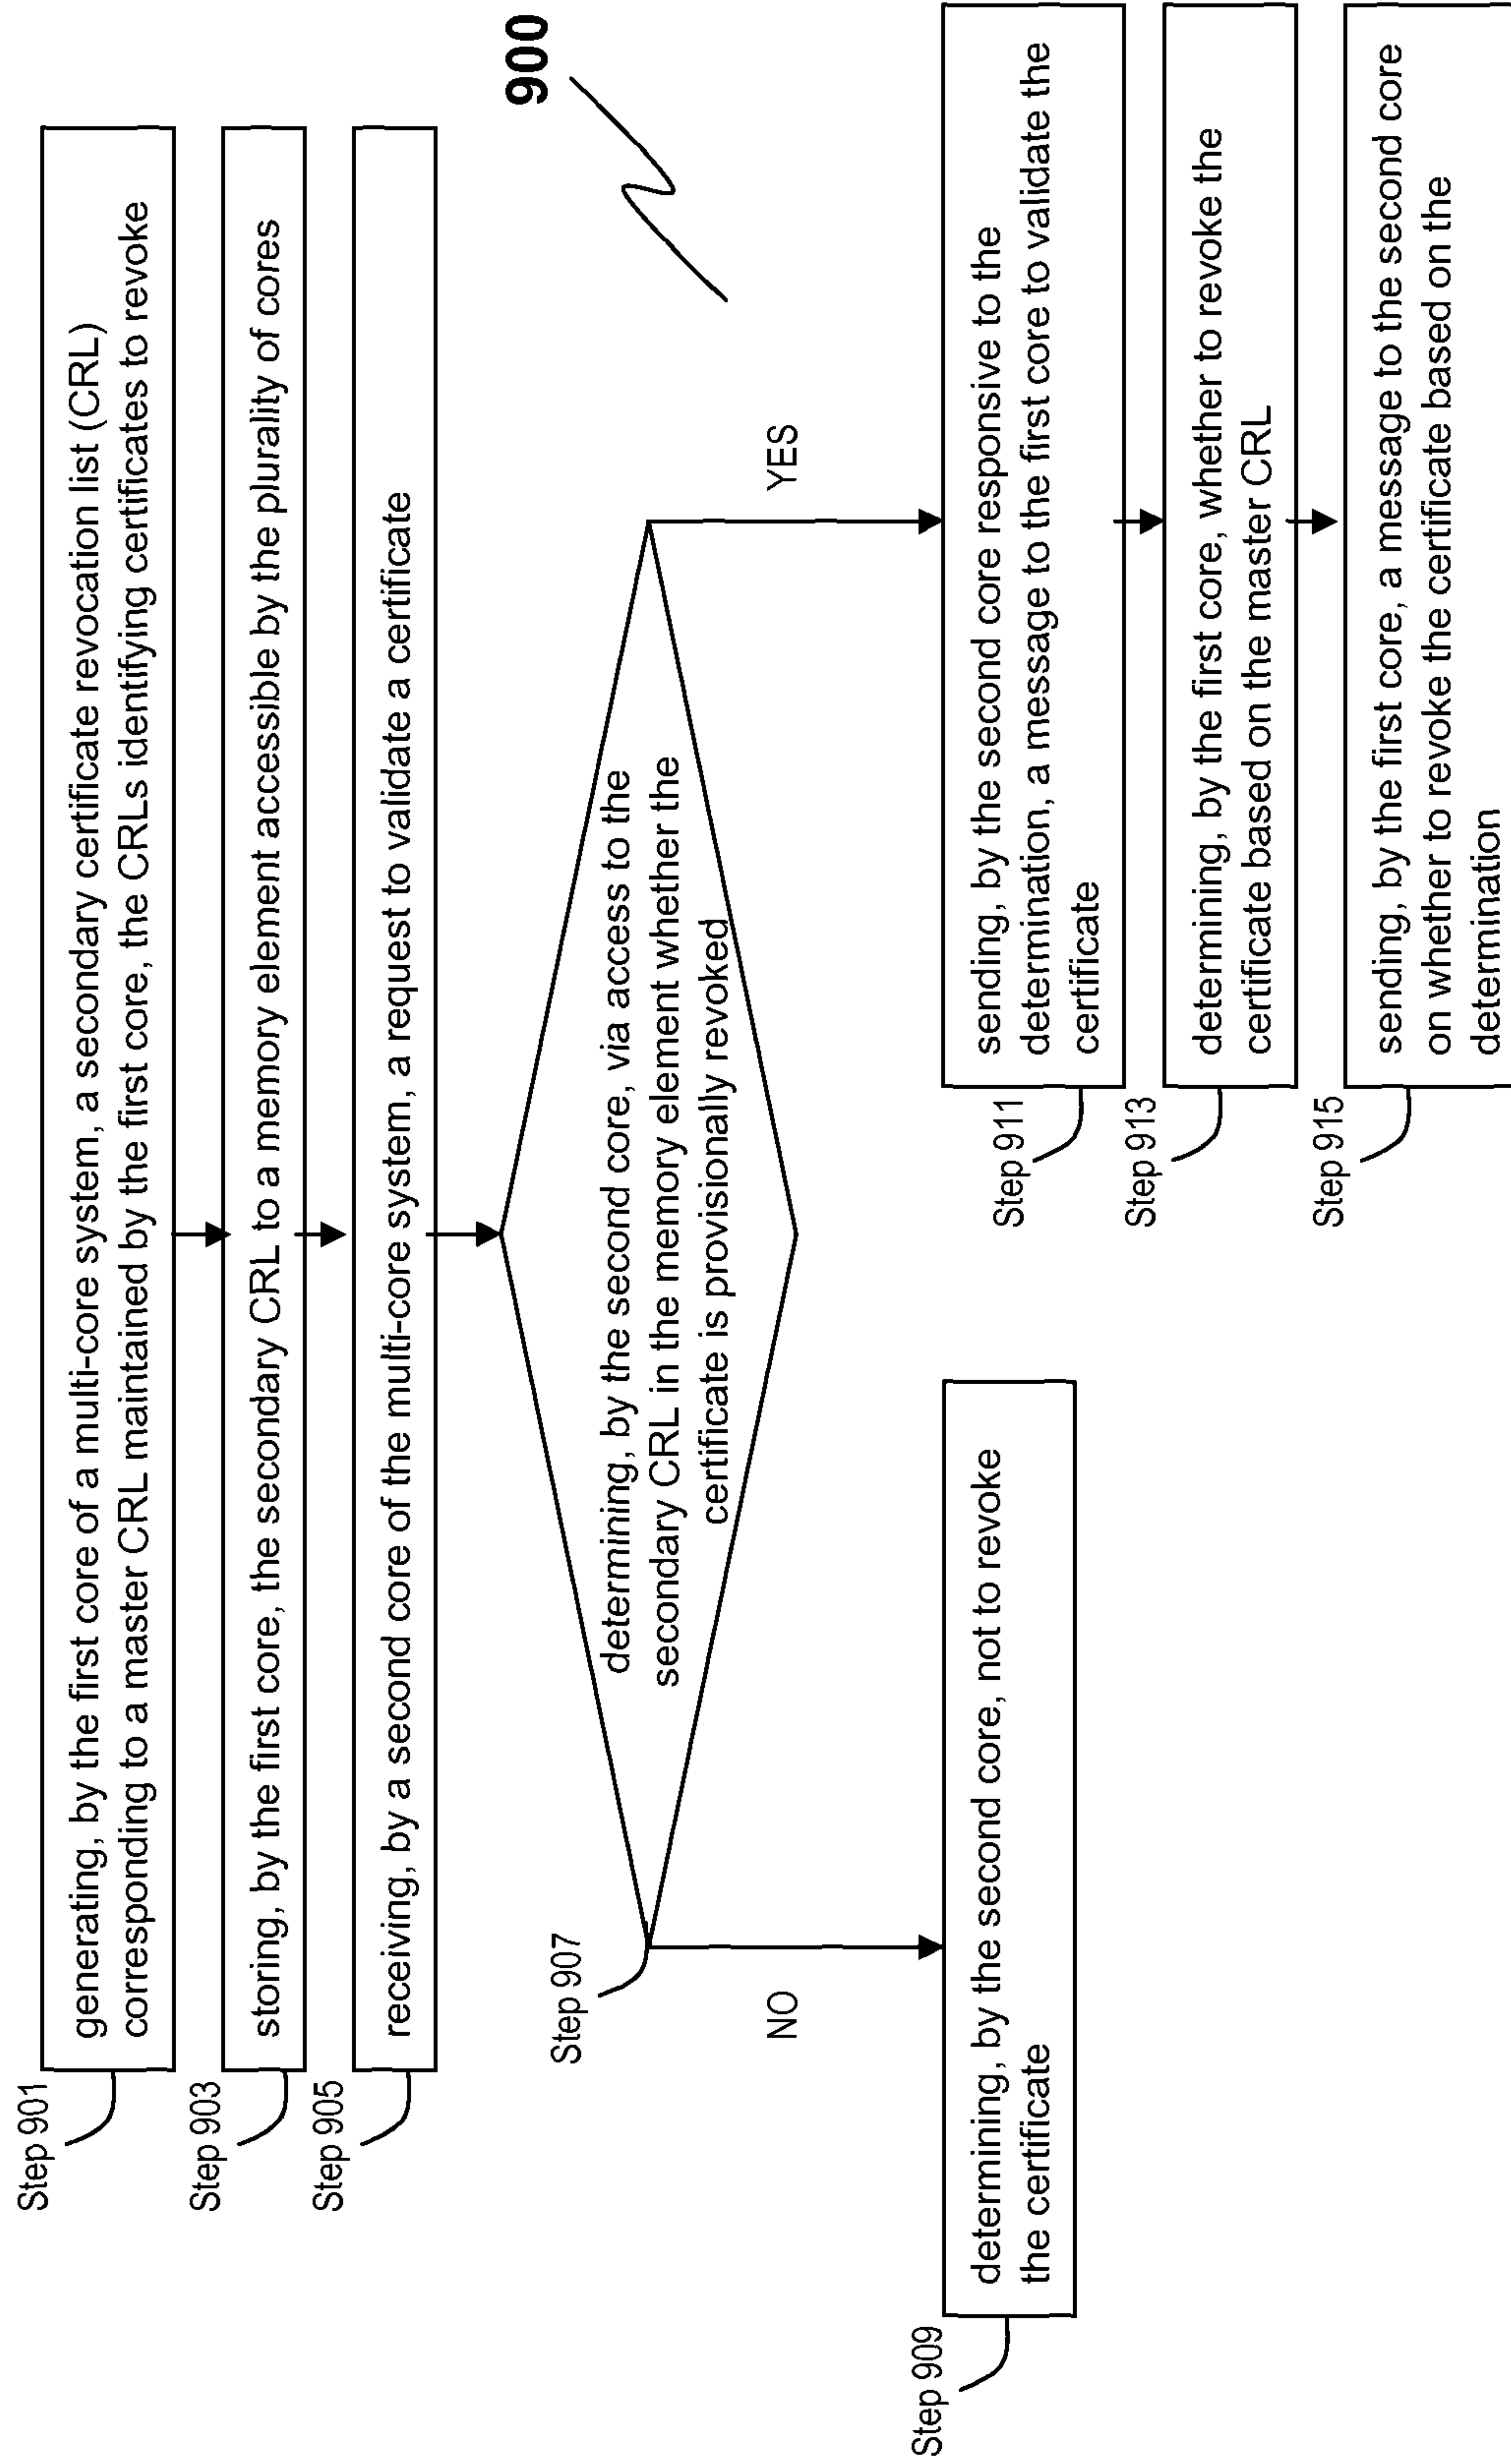 Step 901
generating, by the first core of a multi-core system, a secondary certificate revocation list (CRL)
corresponding to a master CRL maintained by the first core, the CRLs identifying certificates to revoke
Step 903
storing, by the first core, the secondary CRL to a memory element accessible by the plurality of cores
Step 905
receiving, by a second core of the multi-core system, a request to validate a certificate
900
Step 907
determining, by the second core, via access to the
secondary CRL in the memory element whether the
certificate is provisionally revoked
NO
YES
Step 909
determining, by the second core, not to revoke
the certificate
Step 911
sending, by the second core responsive to the
determination, a message to the first core to validate the
certificate
Step 913
determining, by the first core, whether to revoke the
certificate based on the master CRL
Step 915
sending, by the first core, a message to the second core
on whether to revoke the certificate based on the
determination